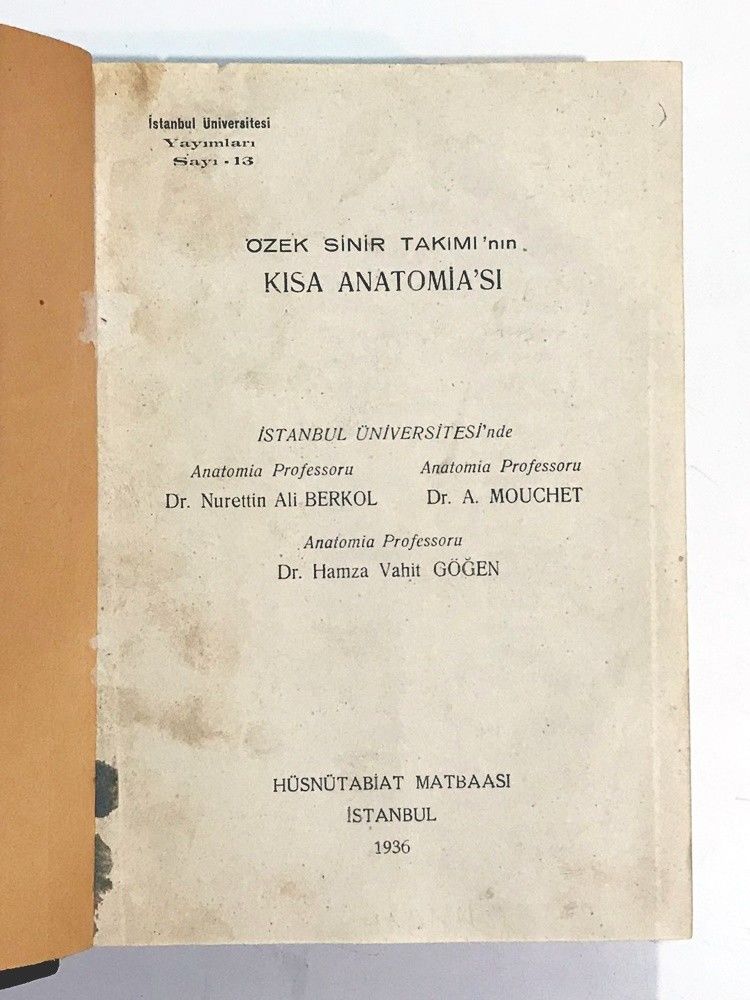 İstanbul Üniversitesi
Yayımları
Sayı - 13
ÖZEK SİNİR TAKIMI'nın
KISA ANATOMİA'SI
İSTANBUL ÜNİVERSİTESİ'nde
Anatomia Professoru Anatomia Professoru
Dr. Nurettin Ali BERKOL Dr. A. MOUCHET
Anatomia Professoru
Dr. Hamza Vahit GÖĞEN
HÜSNÜTABİAT MATBAASI
İSTANBUL
1936